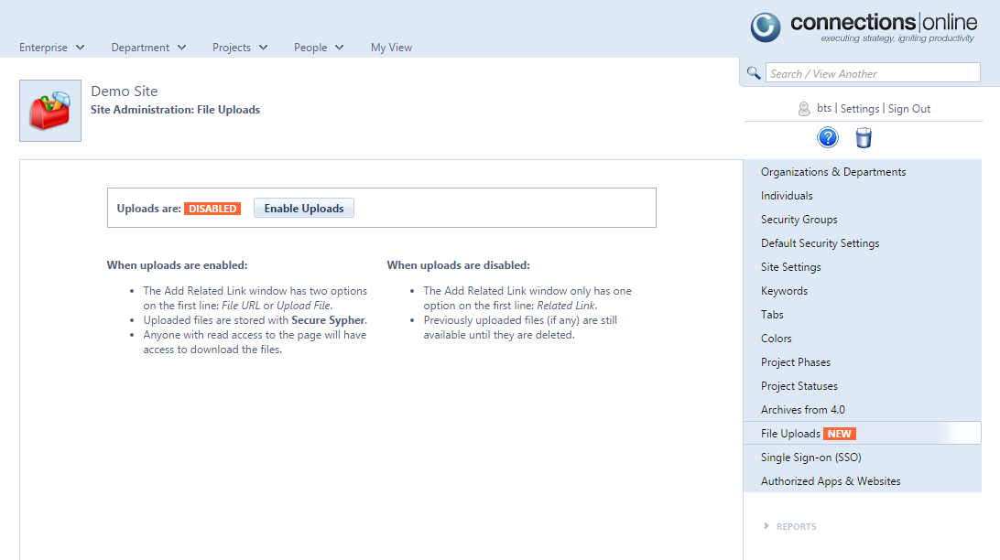 connections|online
executing strategy, igniting productivity
Enterprise
Department
Projects
People
My View
Search / View Another
Demo Site
Site Administration: File Uploads
bts | Settings | Sign Out
?
Uploads are: DISABLED Enable Uploads
When uploads are enabled:
• The Add Related Link window has two options
on the first line: File URL or Upload File.
• Uploaded files are stored with Secure Sypher.
• Anyone with read access to the page will have
access to download the files.
When uploads are disabled:
• The Add Related Link window only has one
option on the first line: Related Link.
• Previously uploaded files (if any) are still
available until they are deleted.
Organizations & Departments
Individuals
Security Groups
Default Security Settings
Site Settings
Keywords
Tabs
Colors
Project Phases
Project Statuses
Archives from 4.0
File Uploads NEW
Single Sign-on (SSO)
Authorized Apps & Websites
REPORTS